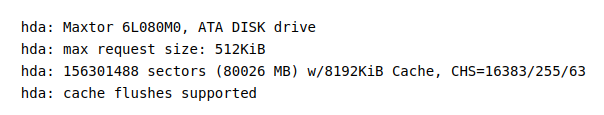 hda: Maxtor 6L080M0, ATA DISK drive
hda: max request size: 512KiB
hda: 156301488 sectors (80026 MB) w/8192KiB Cache, CHS=16383/255/63
hda: cache flushes supported